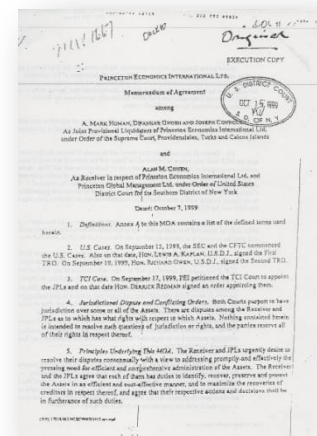 Original
EXECUTION COPY
PRINCETON ECONOMICS INTERNATIONAL LTD.
Memorandum of Agreement
among
A. MARK HOMAN, DIPANKAR GHOSH AND JOSEPH
As Joint Provisional Liquidators of Princeton Economics International Ltd.
under Order of the Supreme Court, Providenciales, Turks and Caicos Islands
and
ALAN M. COHEN,
As Receiver in respect of Princeton Economics International Ltd. and
Princeton Global Management Ltd. under Order of United States
District Court for the Southern District of New York
Dated: October 7, 1999
U.S. DISTRICT COURT
OCT 15 1999
S.D. OF N.Y.
1. Definitions. Annex A to this MOA contains a list of the defined terms used
herein.
2. U.S. Cases. On September 13, 1999, the SEC and the CFTC commenced
the U.S. Cases. Also on that date, HON. LEWIS A. KAPLAN, U.S.D.J., signed the First
TRO. On September 10, 1999, HON. RICHARD OWEN, U.S.D.J., signed the Second TRO.
3. TCI Case. On September 17, 1999, PEI petitioned the TCI Court to appoint
the JPLs and on that date HON. DERRICK REDMAN signed an order appointing them.
4. Jurisdictional Dispute and Conflicting Orders. Both Courts purport to have
jurisdiction over some or all of the Assets. There are disputes among the Receiver and
JPLs as to which has what rights with respect to which Assets. Nothing contained herein
is intended to resolve such questions of jurisdiction or rights, and the parties reserve all
of their rights in respect thereof.
5. Principles Underlying This MOA. The Receiver and JPLs urgently desire to
resolve their disputes consensually with a view to addressing promptly and effectively the
pressing need for efficient and comprehensive administration of the Assets. The Receiver
and the JPLs agree that each of them has duties to identify, recover, preserve and protect
the Assets in an efficient and cost-effective manner, and to maximize the recoveries of
creditors in respect thereof, and agree that their respective actions and decisions shall be
in furtherance of such duties.